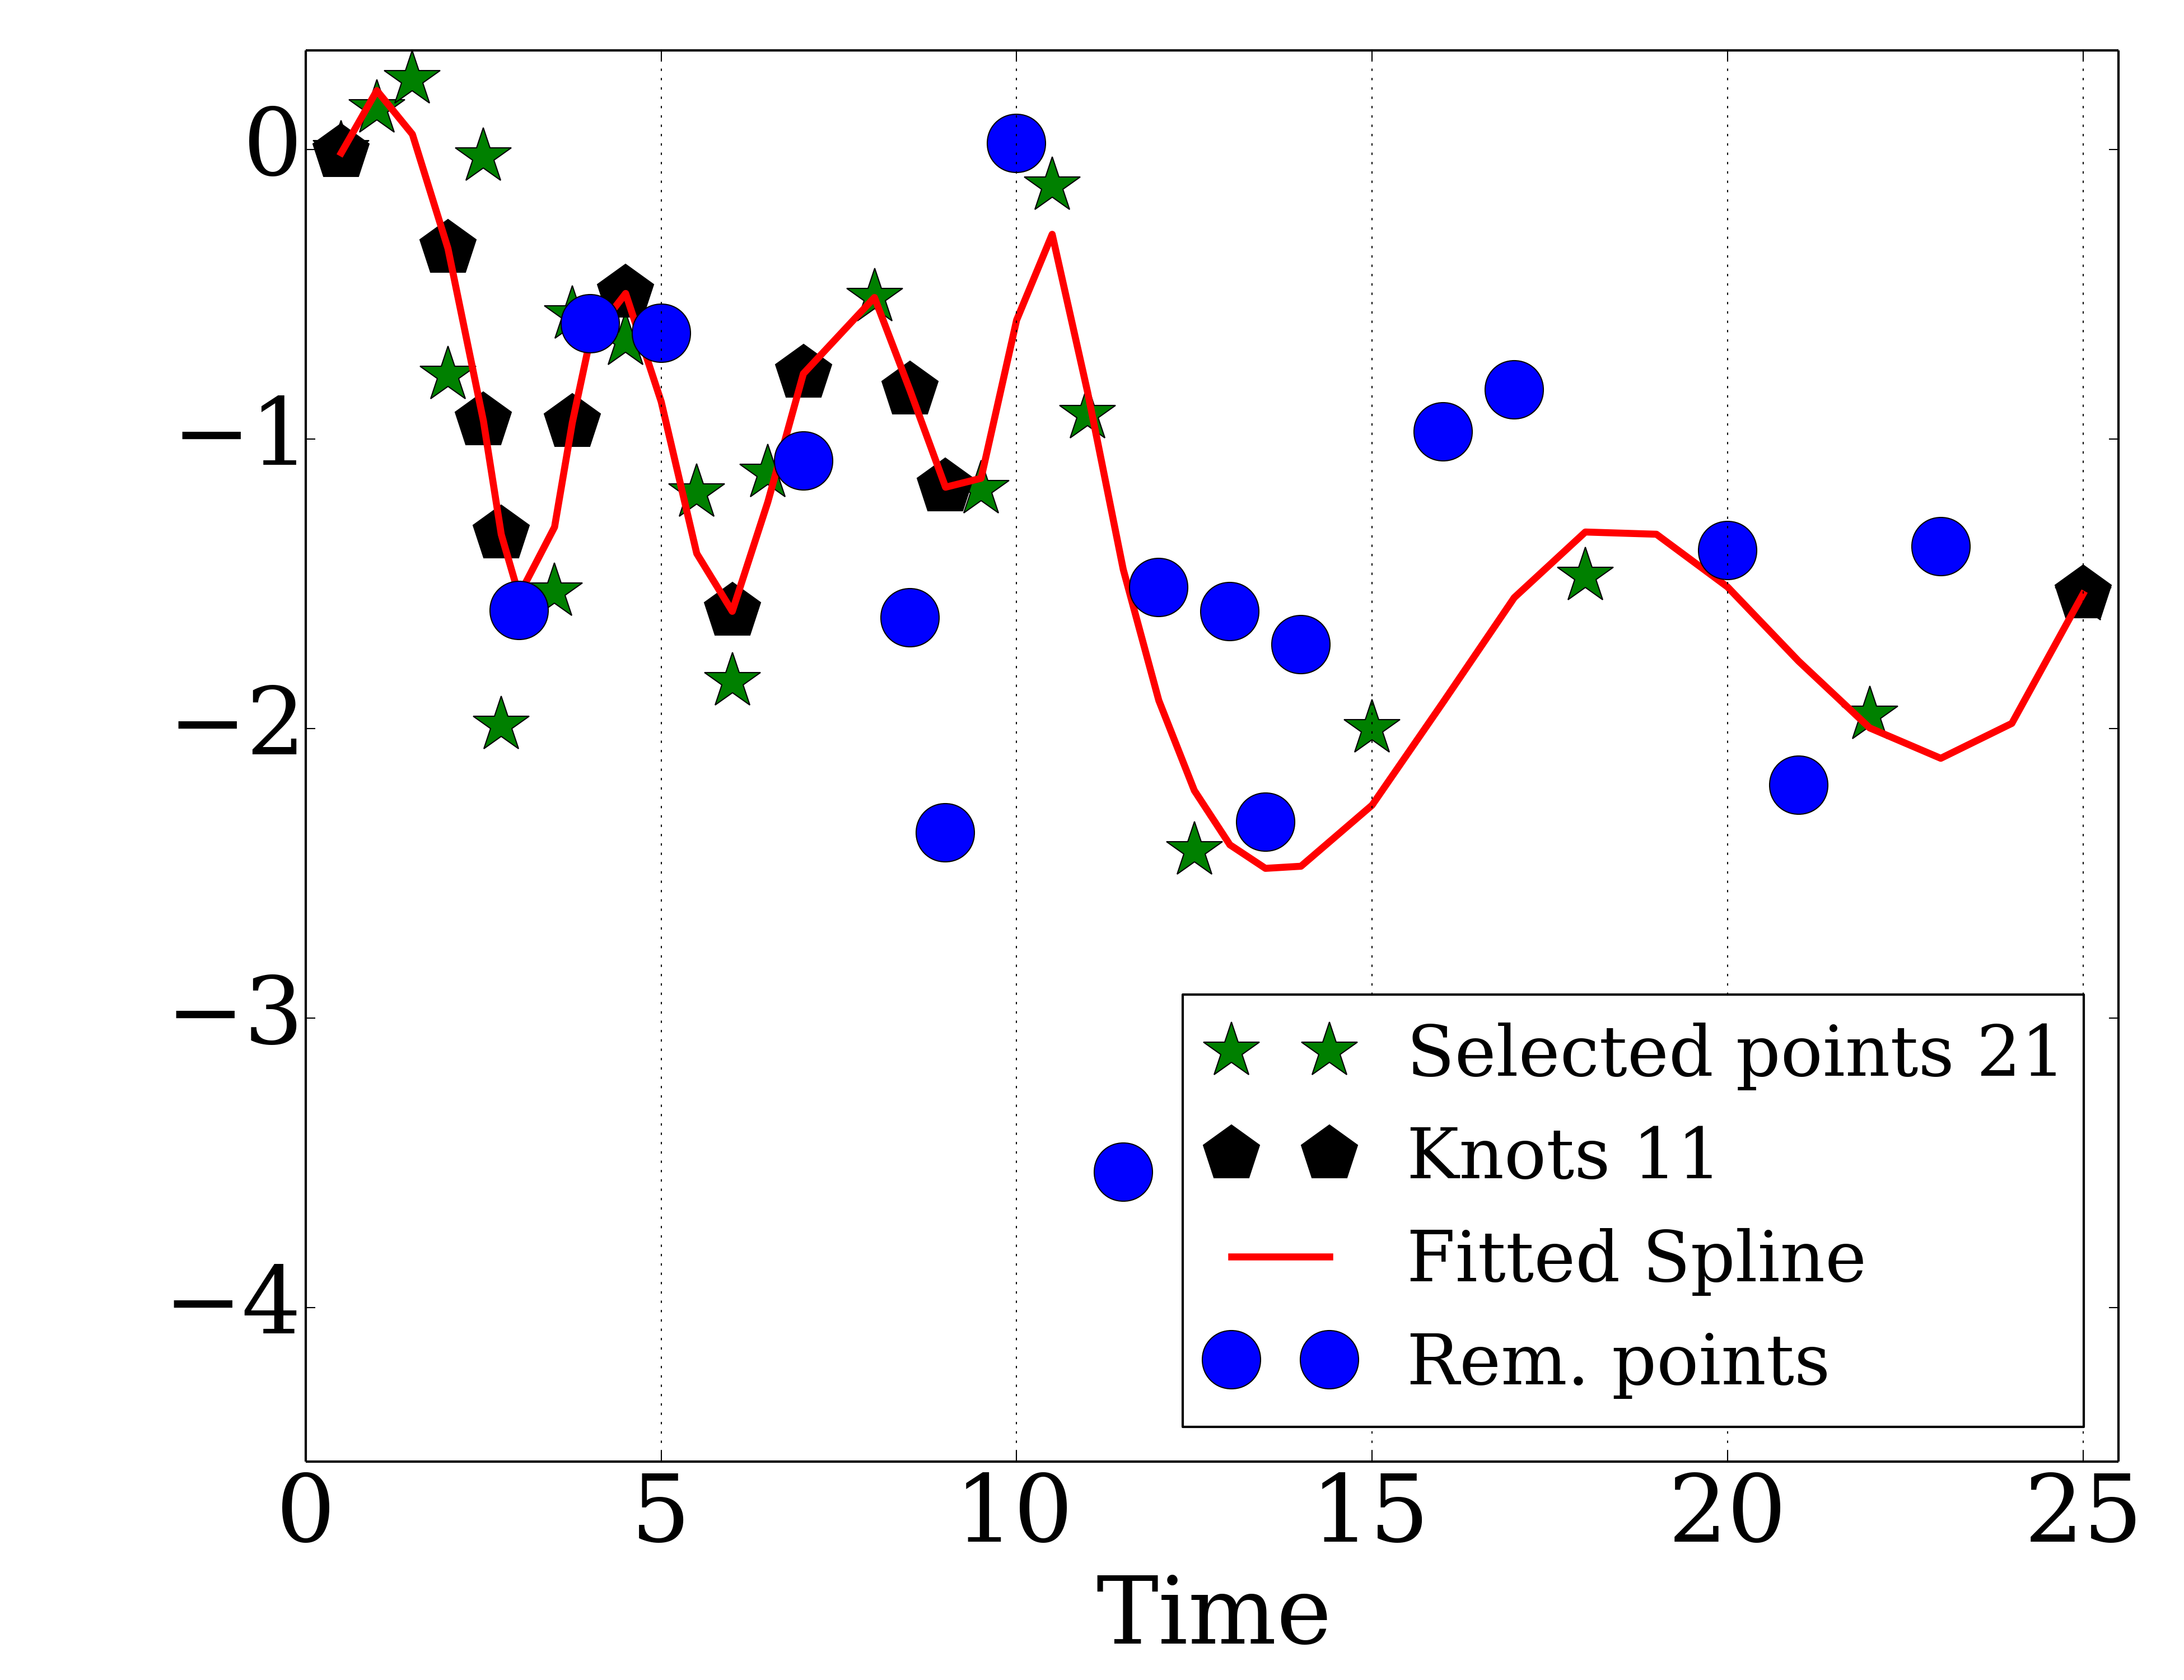 0
−1
−2
−3
−4
Selected points 21
Knots 11
Fitted Spline
Rem. points
0 5 10 15 20 25
Time